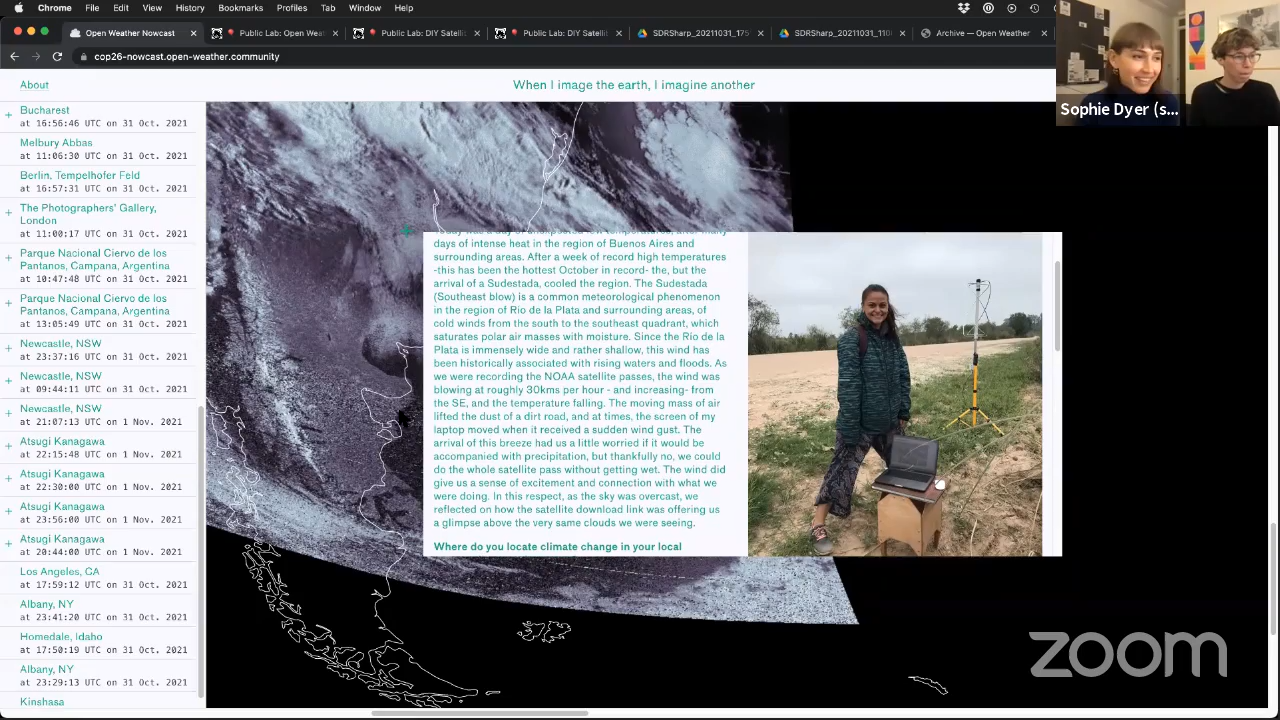 Chrome File Edit View History Bookmarks Profiles Tab Window Help
Open Weather Nowcast
Public Lab: Open Wea
Public Lab: DIY Satelli
Public Lab: DIY Satelli
SDRSharp_20211031_175
SDRSharp_20211031_110
Archive — Open Weather
cop26-nowcast.open-weather.community
About
When I image the earth, I imagine another
Sophie Dyer (s...
Bucharest
at 16:56:46 UTC on 31 Oct. 2021
Melbury Abbas
at 11:06:30 UTC on 31 Oct. 2021
Berlin, Tempelhofer Feld
at 16:57:31 UTC on 31 Oct. 2021
The Photographers' Gallery,
London
at 11:00:17 UTC on 31 Oct. 2021
Parque Nacional Ciervo de los
Pantanos, Campana, Argentina
at 10:47:48 UTC on 31 Oct. 2021
Parque Nacional Ciervo de los
Pantanos, Campana, Argentina
at 13:05:49 UTC on 31 Oct. 2021
Newcastle, NSW
at 23:37:16 UTC on 31 Oct. 2021
Newcastle, NSW
at 09:44:11 UTC on 31 Oct. 2021
Newcastle, NSW
at 21:07:13 UTC on 1 Nov. 2021
Atsugi Kanagawa
at 22:15:48 UTC on 1 Nov. 2021
Atsugi Kanagawa
at 22:30:00 UTC on 1 Nov. 2021
Atsugi Kanagawa
at 23:56:00 UTC on 1 Nov. 2021
Atsugi Kanagawa
at 20:44:00 UTC on 1 Nov. 2021
Los Angeles, CA
at 17:59:12 UTC on 31 Oct. 2021
Albany, NY
at 23:41:20 UTC on 31 Oct. 2021
Homedale, Idaho
at 17:50:19 UTC on 31 Oct. 2021
Albany, NY
at 23:29:13 UTC on 31 Oct. 2021
Kinshasa
Today was a day of unexpected low temperatures, after many
days of intense heat in the region of Buenos Aires and
surrounding areas. After a week of record high temperatures
-this has been the hottest October in record- the, but the
arrival of a Sudestada, cooled the region. The Sudestada
(Southeast blow) is a common meteorological phenomenon
in the region of Río de la Plata and surrounding areas, of
cold winds from the south to the southeast quadrant, which
saturates polar air masses with moisture. Since the Río de la
Plata is immensely wide and rather shallow, this wind has
been historically associated with rising waters and floods. As
we were recording the NOAA satellite passes, the wind was
blowing at roughly 30kms per hour - and increasing- from
the SE, and the temperature falling. The moving mass of air
lifted the dust of a dirt road, and at times, the screen of my
laptop moved when it received a sudden wind gust. The
arrival of this breeze had us a little worried if it would be
accompanied with precipitation, but thankfully no, we could
do the whole satellite pass without getting wet. The wind did
give us a sense of excitement and connection with what we
were doing. In this respect, as the sky was overcast, we
reflected on how the satellite download link was offering us
a glimpse above the very same clouds we were seeing.
Where do you locate climate change in your local
zoom